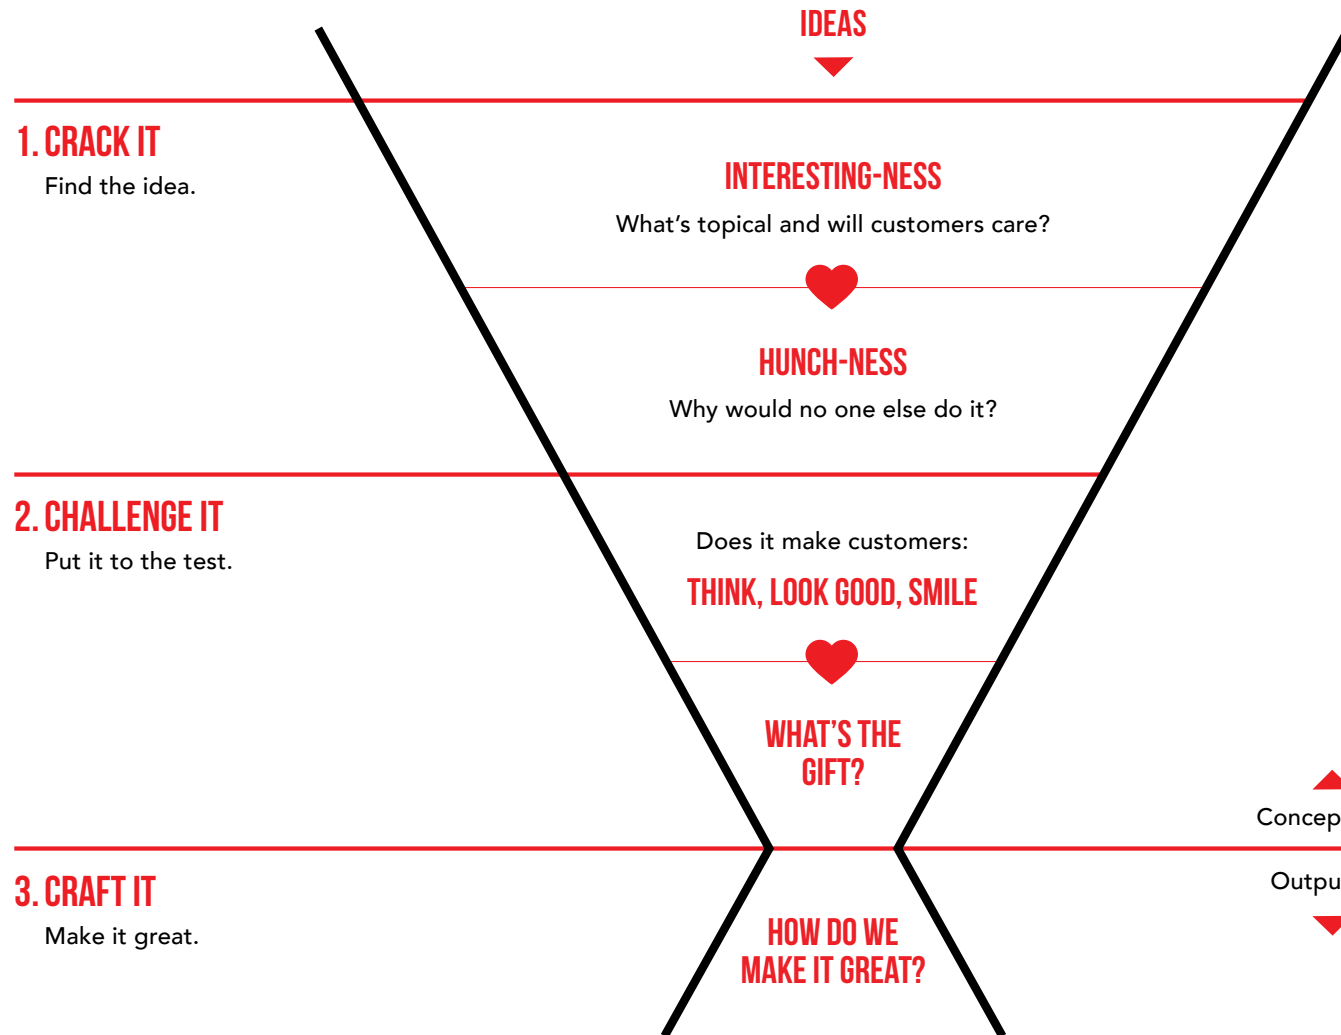 IDEAS
1. CRACK IT
Find the idea.
INTERESTING-NESS
What's topical and will customers care?
HUNCH-NESS
Why would no one else do it?
2. CHALLENGE IT
Put it to the test.
Does it make customers:
THINK, LOOK GOOD, SMILE
WHAT'S THE
GIFT?
Concep
Outpu
3. CRAFT IT
Make it great.
HOW DO WE
MAKE IT GREAT?